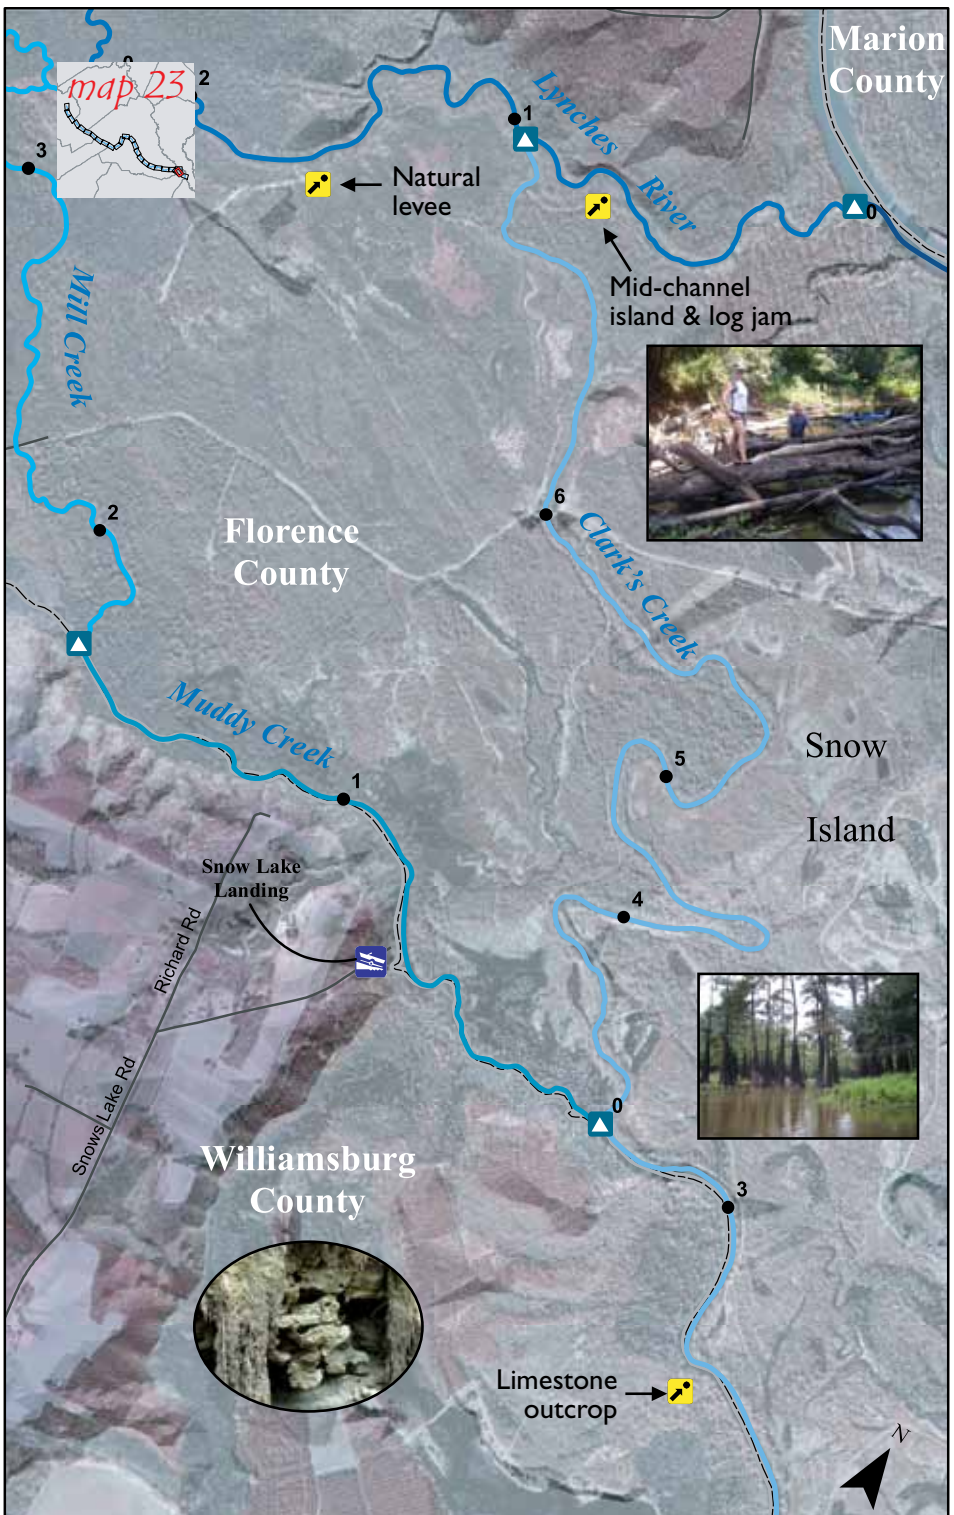 Marion
County
map 23
2
1
Lynches
River
3
Natural
levee
0
Mid-channel
island & log jam
Mill Creek
6
2
Florence
County
Clark's Creek
Muddy Creek
Snow
5
1
Island
Snow Lake
Landing
4
Richard Rd
Snows Lake Rd
0
Williamsburg
County
3
Limestone
outcrop
N